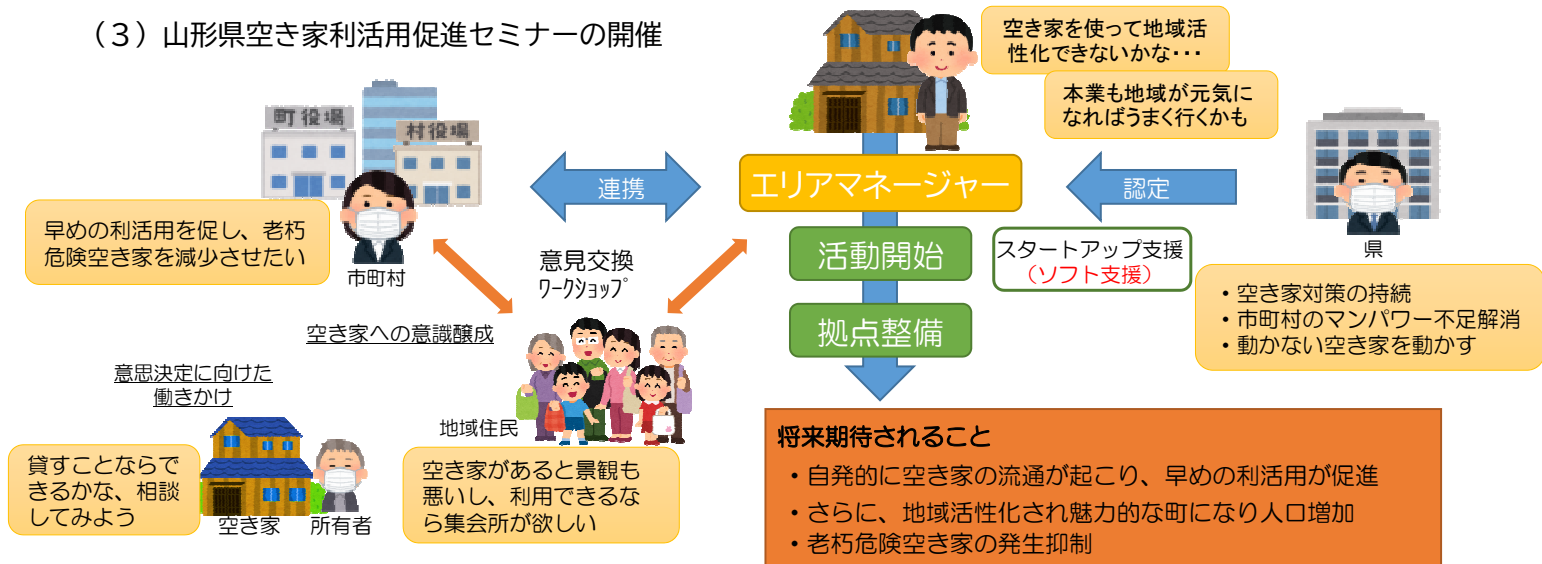 （３）山形県空き家利活用促進セミナーの開催
空き家を使って地域活
性化できないかな・・・
本業も地域が元気に
なればうまく行くかも
町役場
村役場
連携
エリアマネージャー
認定
早めの利活用を促し、老朽
危険空き家を減少させたい
市町村
意見交換
ﾜｰｸｼｮｯﾌﾟ
活動開始
スタートアップ支援
（ソフト支援）
県
・空き家対策の持続
・市町村のマンパワー不足解消
・動かない空き家を動かす
拠点整備
空き家への意識醸成
意思決定に向けた
働きかけ
地域住民
貸すことならで
きるかな、相談
してみよう
空き家
所有者
空き家があると景観も
悪いし、利用できるな
ら集会所が欲しい
将来期待されること
・自発的に空き家の流通が起こり、早めの利活用が促進
・さらに、地域活性化され魅力的な町になり人口増加
・老朽危険空き家の発生抑制